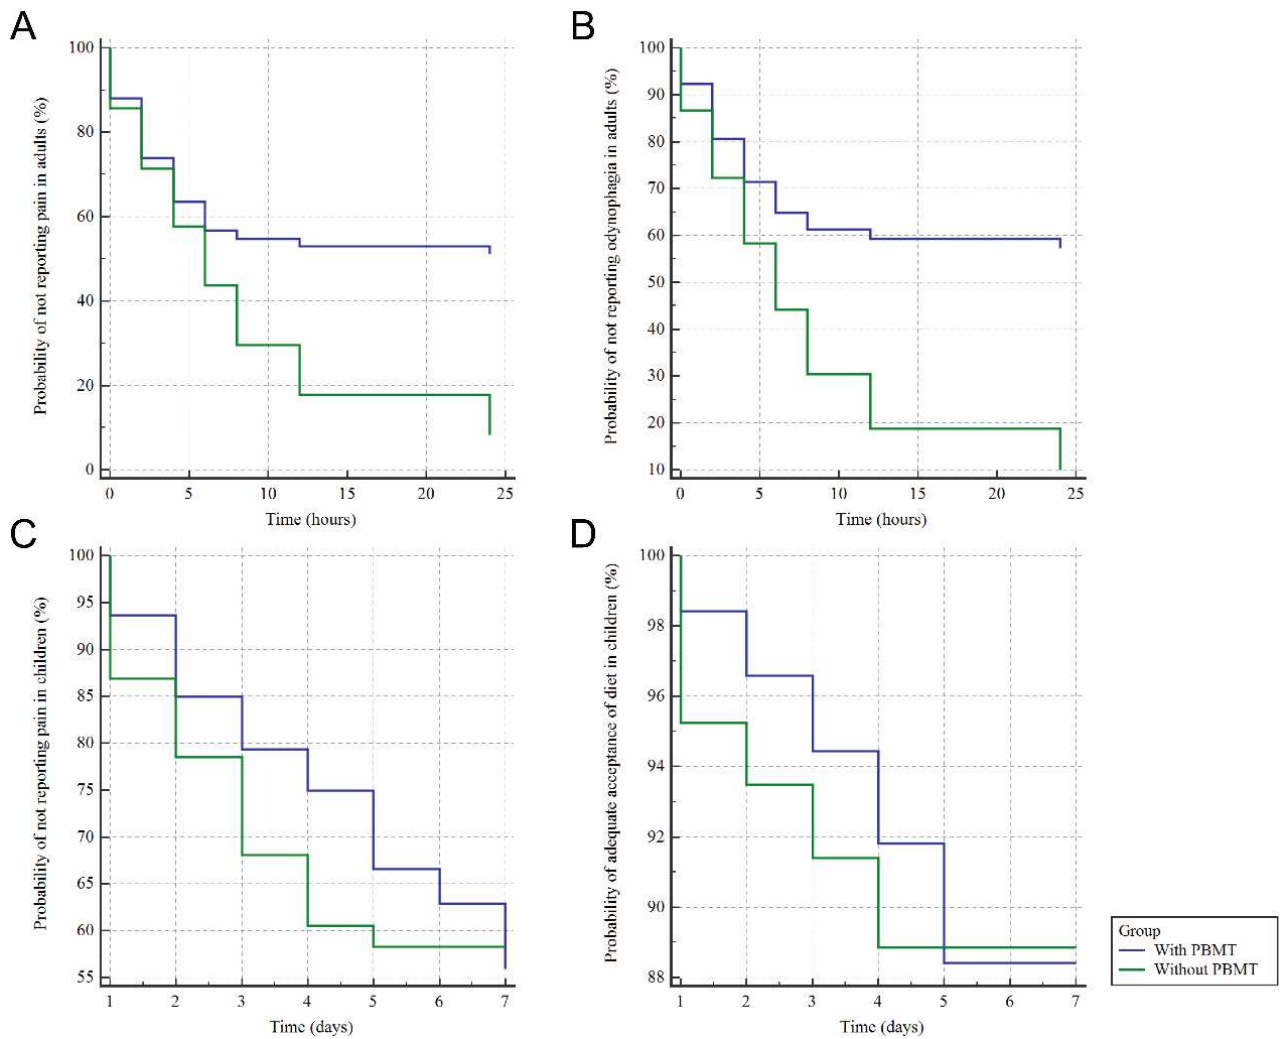 A
Probability of not reporting pain in adults (%)
100
80
60
40
20
0
0 5 10 15 20 25
Time (hours)
B
Probability of not reporting odynophagia in adults (%)
100
90
80
70
60
50
40
30
20
10
0 5 10 15 20 25
Time (hours)
C
Probability of not reporting pain in children (%)
100
95
90
85
80
75
70
65
60
55
1 2 3 4 5 6 7
Time (days)
D
Probability of adequate acceptance of diet in children (%)
100
98
96
94
92
90
88
1 2 3 4 5 6 7
Time (days)
Group
With PBMT
Without PBMT